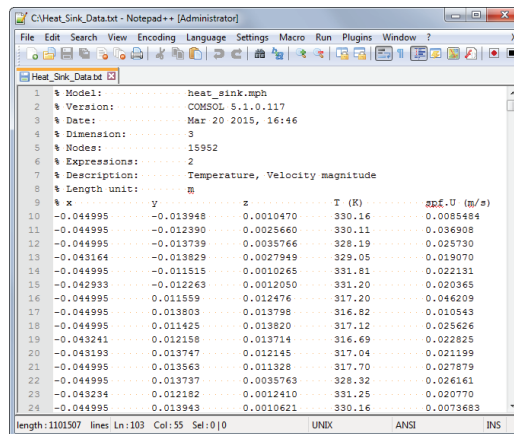 C:\Heat_Sink_Data.txt - Notepad++ [Administrator]
File Edit Search View Encoding Language Settings Macro Run Plugins Window ?
Heat_Sink_Data.txt
1 % Model: heat_sink.mph
2 % Version: COMSOL 5.1.0.117
3 % Date: Mar 20 2015, 16:46
4 % Dimension: 3
5 % Nodes: 15952
6 % Expressions: 2
7 % Description: Temperature, Velocity magnitude
8 % Length unit: m
9 % x y z T (K) spf.U (m/s)
10 -0.044995 -0.013948 0.0010470 330.16 0.0085484
11 -0.044995 -0.012390 0.0025660 330.11 0.036908
12 -0.044995 -0.013739 0.0035766 328.19 0.025730
13 -0.043164 -0.013829 0.0027949 329.05 0.019070
14 -0.044995 -0.011515 0.0010265 331.81 0.022131
15 -0.042933 -0.012263 0.0012050 331.20 0.020365
16 -0.044995 0.011559 0.012476 317.20 0.046209
17 -0.044995 0.013803 0.013798 316.82 0.010543
18 -0.044995 0.011425 0.013820 317.12 0.025626
19 -0.043241 0.012158 0.013714 316.69 0.022825
20 -0.043193 0.013747 0.012145 317.04 0.021199
21 -0.044995 0.013563 0.011328 317.70 0.027879
22 -0.044995 0.013737 0.0035763 328.32 0.026161
23 -0.043234 0.012182 0.0012410 331.25 0.020770
24 -0.044995 0.013943 0.0010621 330.16 0.0073683
length : 1101507 lines Ln : 103 Col : 55 Sel : 0 | 0 UNIX ANSI INS